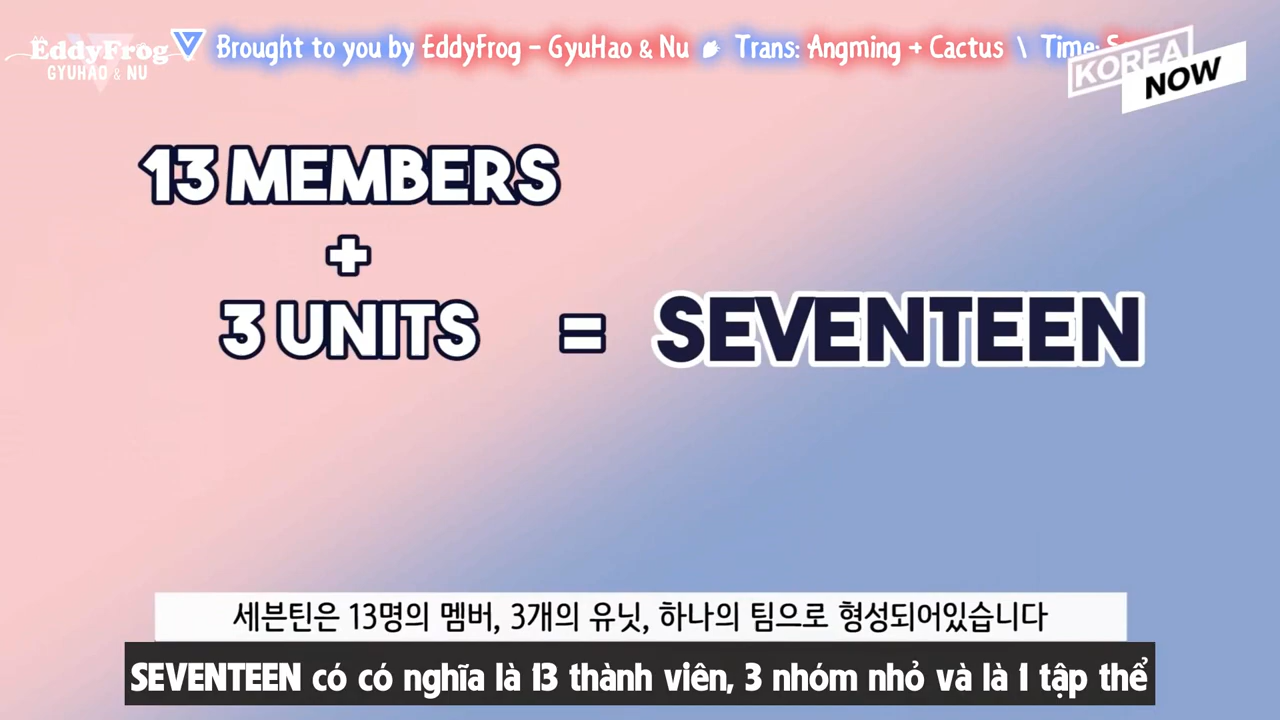 EddyFrog
GYUHAO & NU
Brought to you by EddyFrog - GyuHao & Nu Trans: Angming + Cactus \ Time:
KOREA
NOW
13 MEMBERS
+
3 UNITS = SEVENTEEN
세븐틴은 13명의 멤버, 3개의 유닛, 하나의 팀으로 형성되어있습니다
SEVENTEEN có có nghĩa là 13 thành viên, 3 nhóm nhỏ và là 1 tập thể